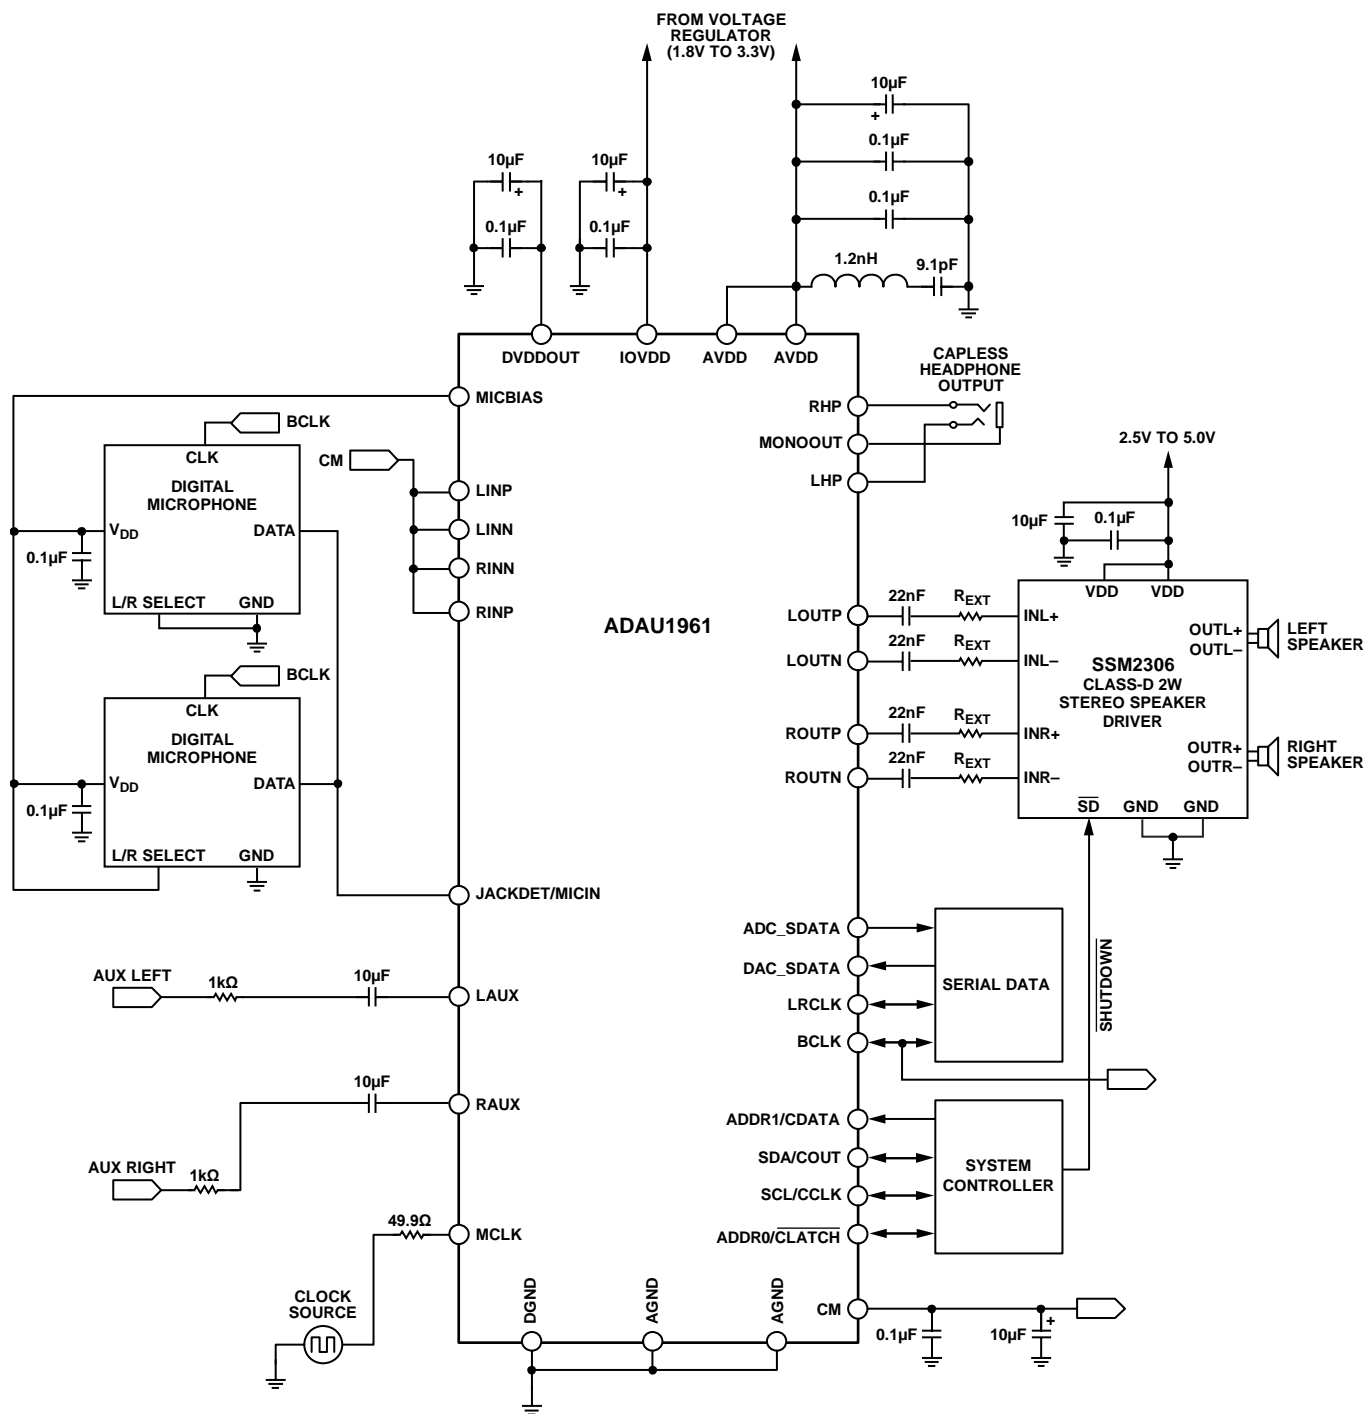 FROM VOLTAGE
REGULATOR
(1.8V TO 3.3V)
10µF
0.1µF
0.1µF
10µF
10µF
0.1µF
0.1µF
1.2nH
9.1pF
DVDDOUT
IOVDD
AVDD
AVDD
CAPLESS
HEADPHONE
OUTPUT
MICBIAS
RHP
MONOOUT
LHP
BCLK
CLK
DIGITAL
MICROPHONE
VDD
DATA
0.1µF
L/R SELECT
GND
CM
LINP
LINN
RINN
RINP
ADAU1961
2.5V TO 5.0V
10µF
0.1µF
VDD
VDD
LOUTP
22nF
REXT
INL+
LOUTN
22nF
REXT
INL–
ROUTP
22nF
REXT
INR+
ROUTN
22nF
REXT
INR–
SSM2306
CLASS-D 2W
STEREO SPEAKER
DRIVER
OUTL+
OUTL–
LEFT
SPEAKER
OUTR+
OUTR–
RIGHT
SPEAKER
SD
GND
GND
BCLK
CLK
DIGITAL
MICROPHONE
VDD
DATA
0.1µF
L/R SELECT
GND
JACKDET/MICIN
ADC_SDATA
DAC_SDATA
LRCLK
BCLK
SERIAL DATA
SHUTDOWN
AUX LEFT
1kΩ
10µF
LAUX
10µF
RAUX
AUX RIGHT
1kΩ
ADDR1/CDATA
SDA/COUT
SCL/CCLK
ADDR0/CLATCH
SYSTEM
CONTROLLER
49.9Ω
MCLK
CLOCK
SOURCE
DGND
AGND
AGND
CM
0.1µF
10µF